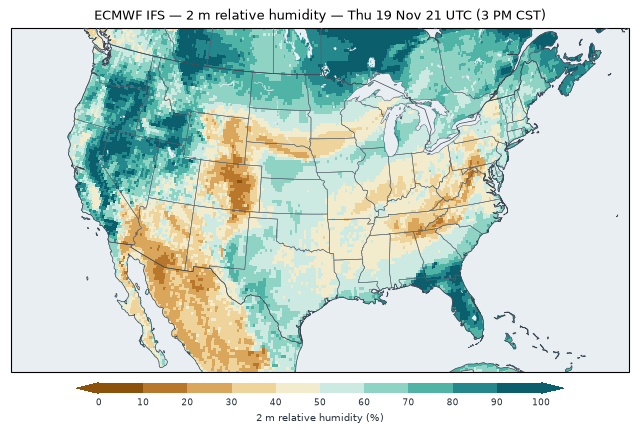 ECMWF IFS — 2 m relative humidity — Thu 19 Nov 21 UTC (3 PM CST)
0 10 20 30 40 50 60 70 80 90 100
2 m relative humidity (%)